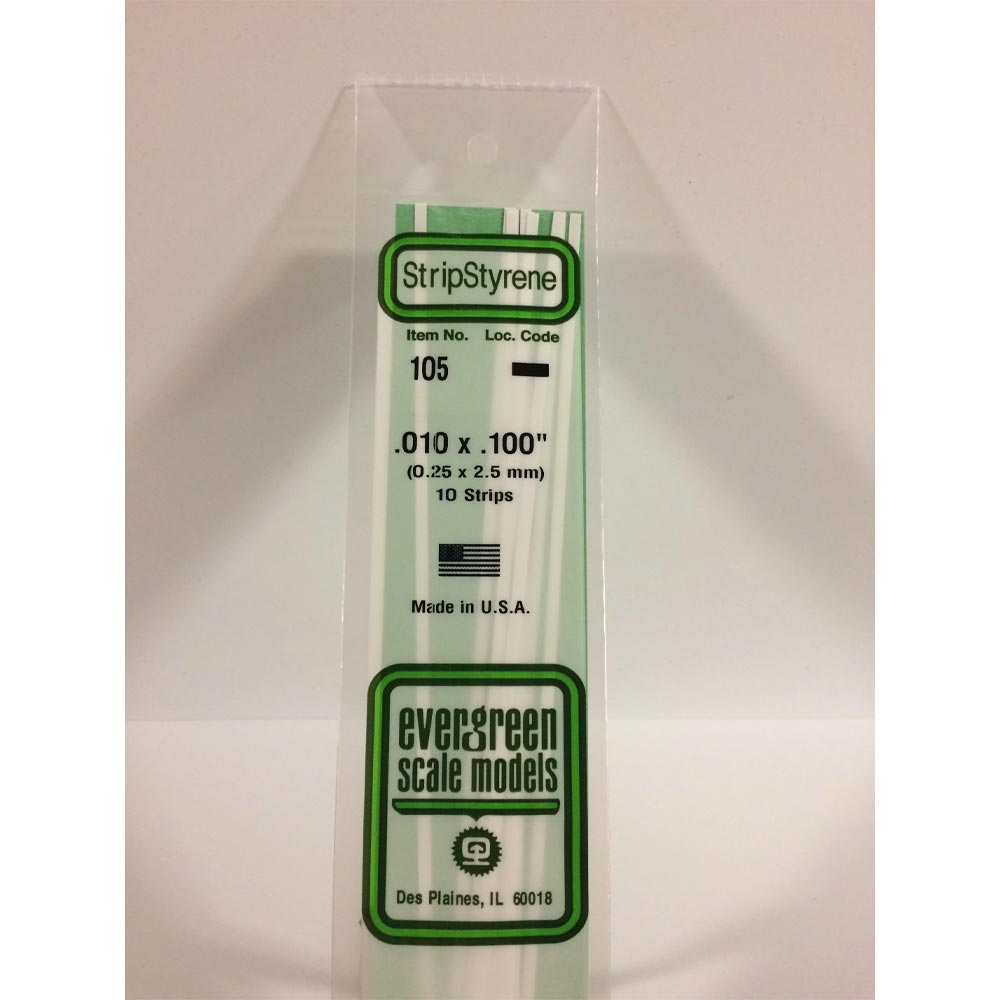 StripStyrene
Item No. Loc. Code
105
.010 x .100"
(0.25 x 2.5 mm)
10 Strips
Made in U.S.A.
evergreen
scale models
Des Plaines, IL 60018